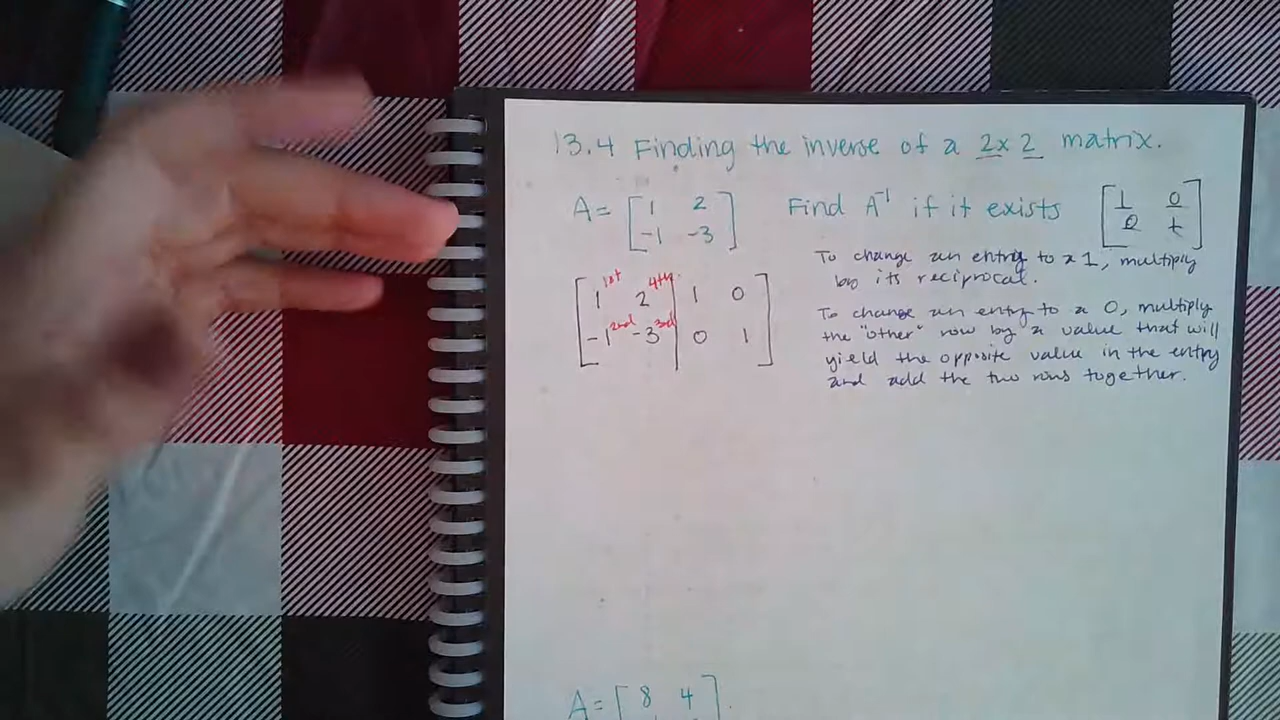 13.4 Finding the inverse of a 2x2 matrix.
A = [1 2 -1 -3] Find A⁻¹ if it exists [1 0 0 1]
To change an entry to a 1, multiply
by its reciprocal.
[1 1st 2 4th | 1 0
-1 2nd -3 3rd | 0 1]
To change an entry to a 0, multiply
the "other" row by a value that will
yield the opposite value in the entry
and add the two rows together.
A = [8 4]